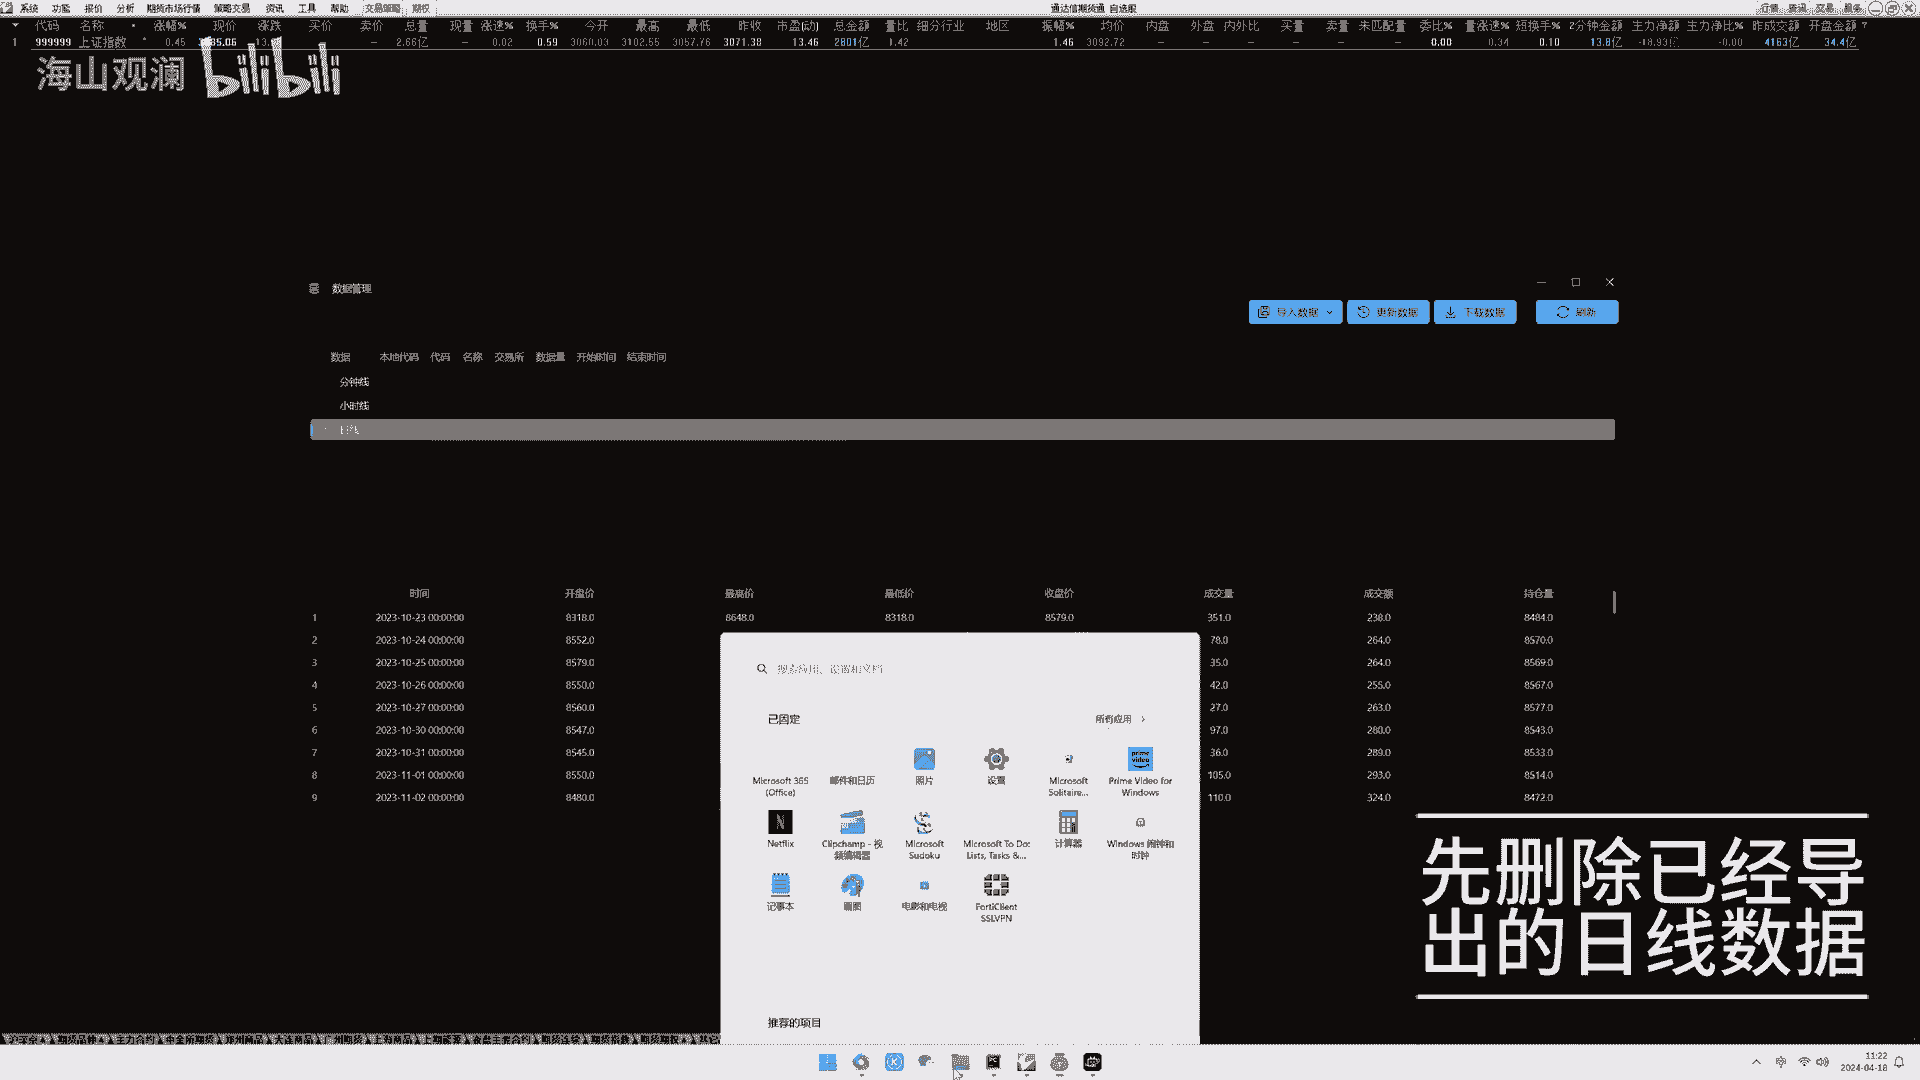 系统 功能 报价 分析 期货市场行情 策略交易 资讯 工具 帮助 交易策略 期权 通达信期货通 自选股 行情 资讯 交易 服务
代码 名称 涨幅% 现价 涨跌 买价 卖价 总量 现量 涨速% 换手% 今开 最高 最低 昨收 市盈(动) 总金额 量比 细分行业 地区 振幅% 均价 内盘 外盘 内外比 买量 卖量 未匹配量 委比% 量涨速% 短换手% 2分钟金额 主力净额 主力净比% 昨成交额 开盘金额
1 999999 上证指数 0.45 – 2.66亿 – 0.02 0.59 3060.03 3102.55 3057.76 3071.38 13.46 2801亿 1.42 1.46 3092.72 – – – – – – 0.00 0.34 0.10 13.8亿 -18.93亿 -0.00 4163亿 34.4亿
海山观澜 bilibili
数据管理
导入数据 更新数据 下载数据 刷新
数据 本地代码 代码 名称 交易所 数据量 开始时间 结束时间
分钟线
小时线
日线
时间 开盘价 最高价 最低价 收盘价 成交量 成交额 持仓量
1 2023-10-23 00:00:00 8318.0 8648.0 8318.0 8579.0 351.0 238.0 8484.0
2 2023-10-24 00:00:00 8552.0 78.0 264.0 8570.0
3 2023-10-25 00:00:00 8579.0 35.0 264.0 8569.0
4 2023-10-26 00:00:00 8550.0 42.0 255.0 8567.0
5 2023-10-27 00:00:00 8560.0 27.0 263.0 8577.0
6 2023-10-30 00:00:00 8547.0 97.0 280.0 8543.0
7 2023-10-31 00:00:00 8545.0 36.0 289.0 8533.0
8 2023-11-01 00:00:00 8550.0 105.0 293.0 8514.0
9 2023-11-02 00:00:00 8480.0 110.0 324.0 8472.0
搜索应用、设置和文档
已固定 所有应用
Microsoft 365 (Office) 邮件和日历 照片 设置 Microsoft Solitaire... Prime Video for Windows
prime video
Netflix Clipchamp - 视频编辑器 Microsoft Sudoku Microsoft To Do: Lists, Tasks &... 计算器 Windows 闹钟和时钟
记事本 画图 电影和电视 FortiClient SSLVPN
推荐的项目
先删除已经导
出的日线数据
11:22
2024-04-18